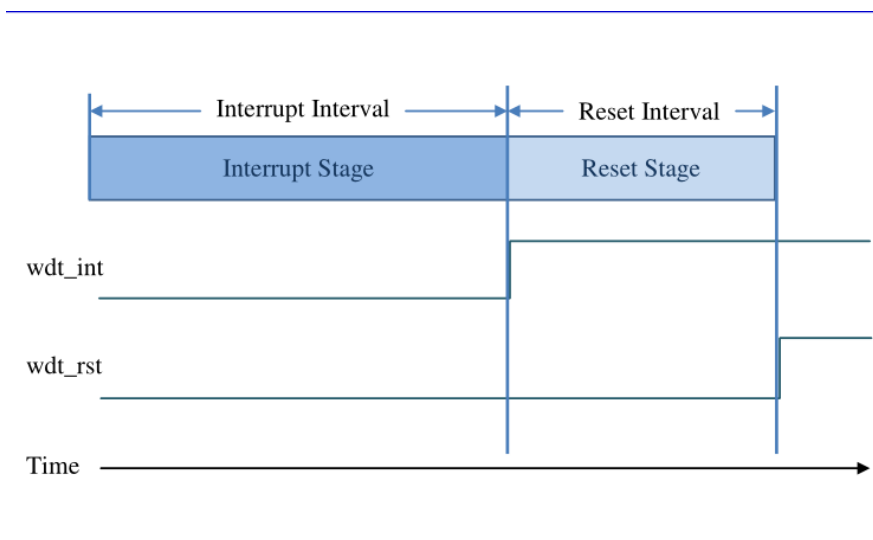 Interrupt Interval
Reset Interval
Interrupt Stage
Reset Stage
wdt_int
wdt_rst
Time